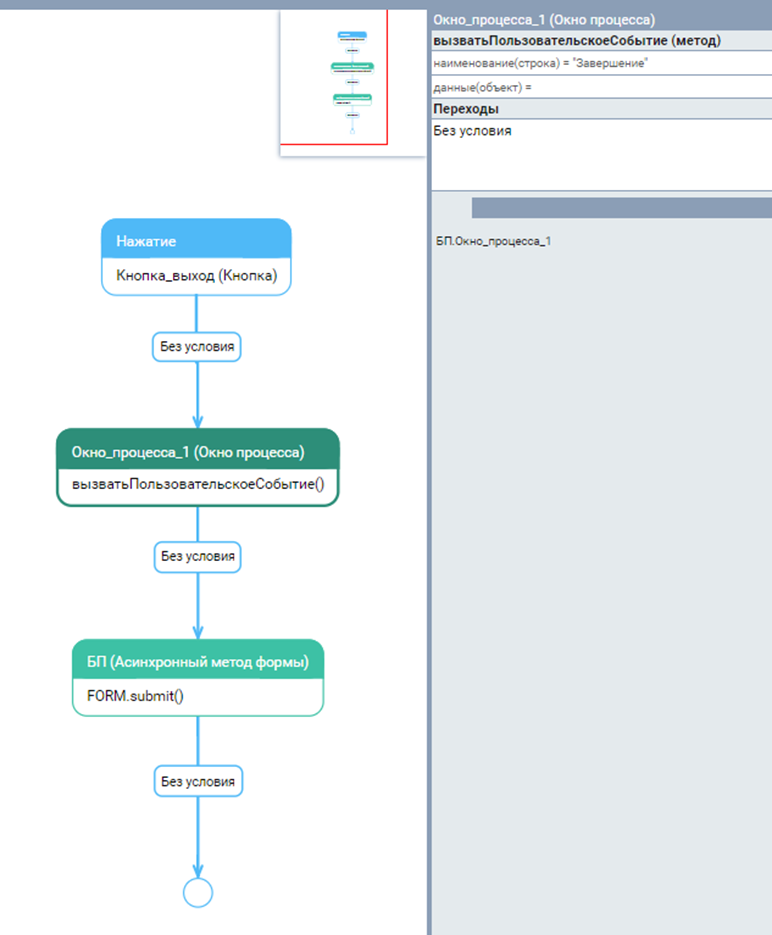 Нажатие
Кнопка_выход (Кнопка)
Без условия
Окно_процесса_1 (Окно процесса)
вызватьПользовательскоеСобытие()
Без условия
БП (Асинхронный метод формы)
FORM.submit()
Без условия
Окно_процесса_1 (Окно процесса)
вызватьПользовательскоеСобытие (метод)
наименование(строка) = "Завершение"
данные(объект) =
Переходы
Без условия
БП.Окно_процесса_1